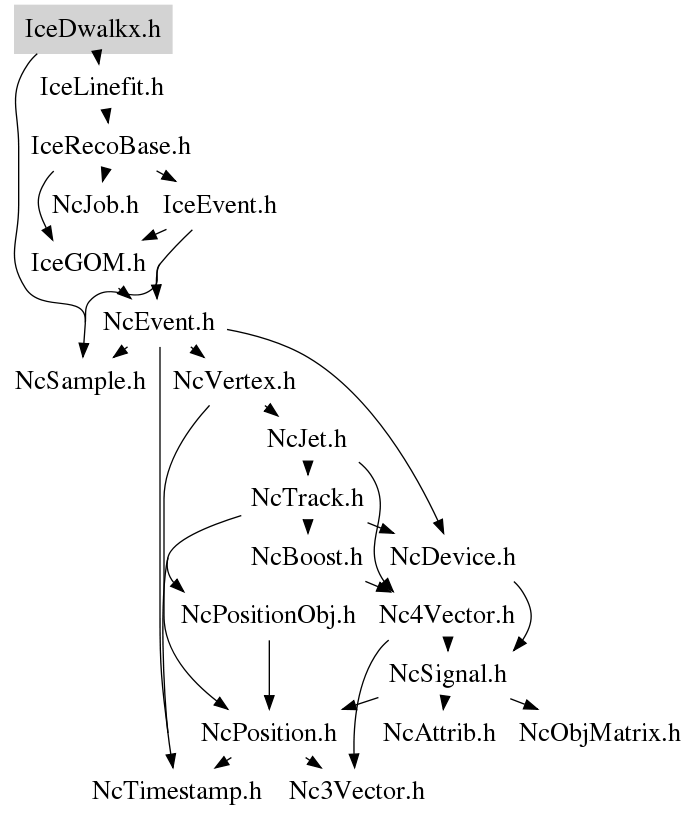 IceDwalkx.h
IceLinefit.h
IceRecoBase.h
NcJob.h
IceEvent.h
IceGOM.h
NcEvent.h
NcSample.h
NcVertex.h
NcJet.h
NcTrack.h
NcBoost.h
NcDevice.h
NcPositionObj.h
Nc4Vector.h
NcSignal.h
NcPosition.h
NcAttrib.h
NcObjMatrix.h
NcTimestamp.h
Nc3Vector.h